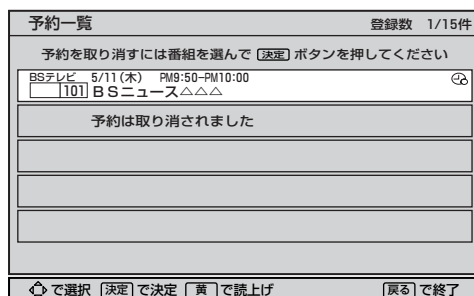 予約一覧 登録数 1/15件
予約を取り消すには番組を選んで 決定 ボタンを押してください
BSテレビ 5/11(木) PM9:50-PM10:00
101 BSニュース△△△
予約は取り消されました
で選択 決定 で決定 黄 で読上げ 戻る で終了